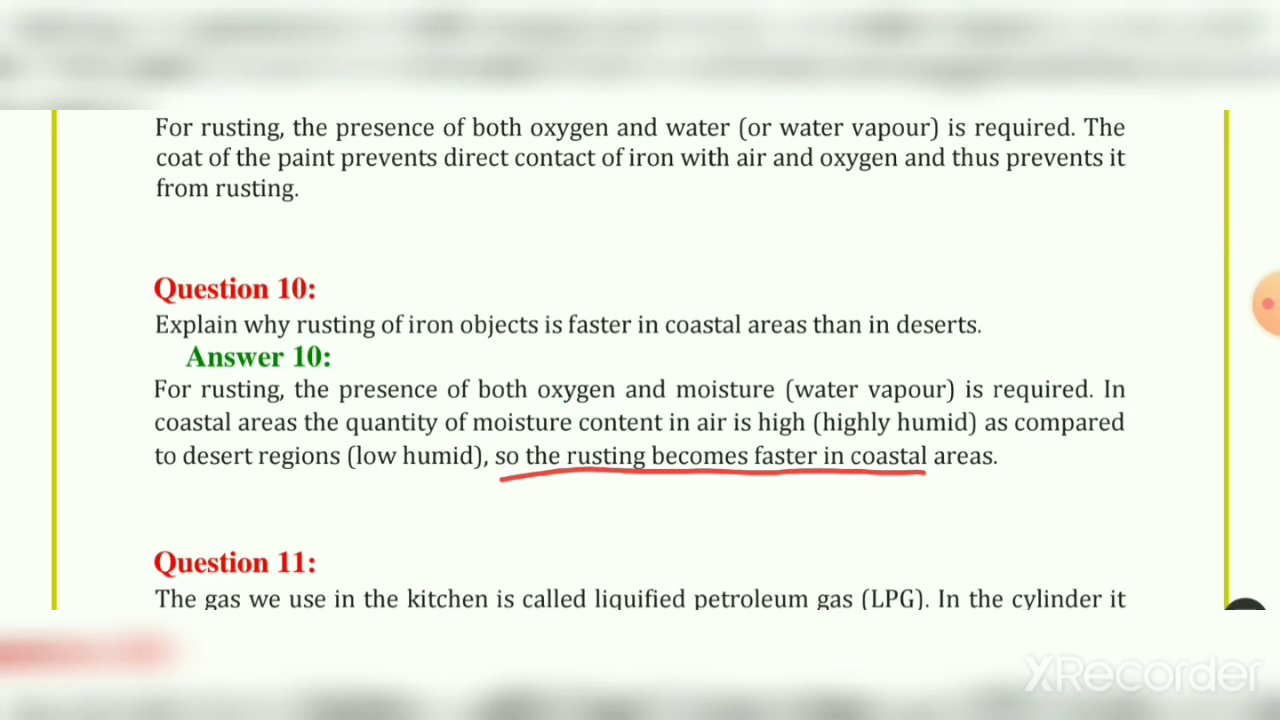 For rusting, the presence of both oxygen and water (or water vapour) is required. The
coat of the paint prevents direct contact of iron with air and oxygen and thus prevents it
from rusting.
Question 10:
Explain why rusting of iron objects is faster in coastal areas than in deserts.
Answer 10:
For rusting, the presence of both oxygen and moisture (water vapour) is required. In
coastal areas the quantity of moisture content in air is high (highly humid) as compared
to desert regions (low humid), so the rusting becomes faster in coastal areas.
Question 11:
The gas we use in the kitchen is called liquified petroleum gas (LPG). In the cylinder it
XRecorder